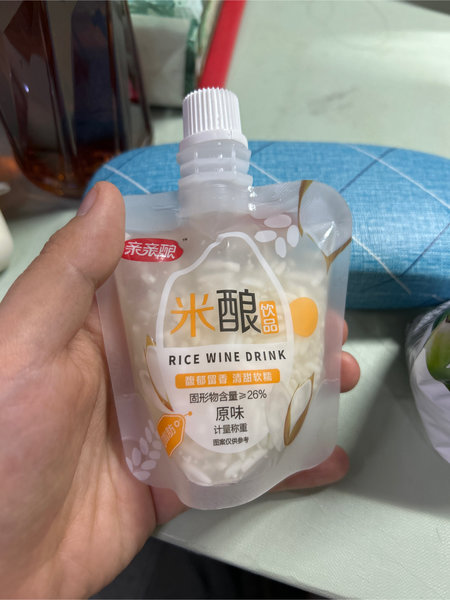 亲亲酿
米酿饮品
RICE WINE DRINK
馥郁留香 清甜软糯
固形物含量≥26%
原味
计量称重
图案仅供参考